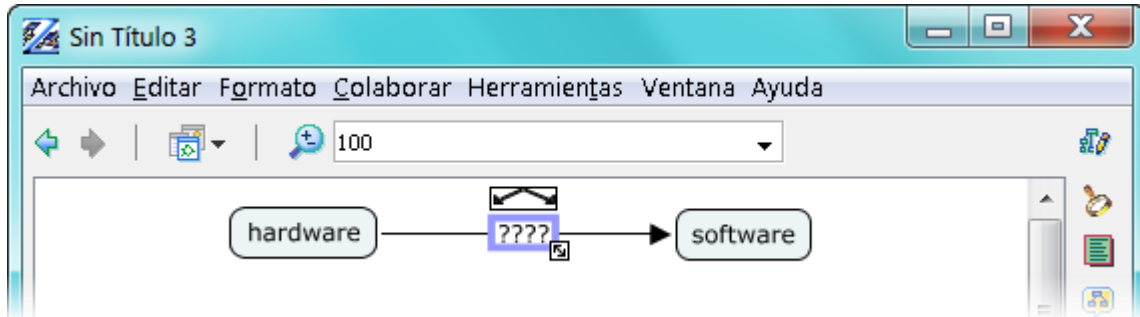 Sin Título 3
Archivo Editar Formato Colaborar Herramientas Ventana Ayuda
100
hardware ???? software